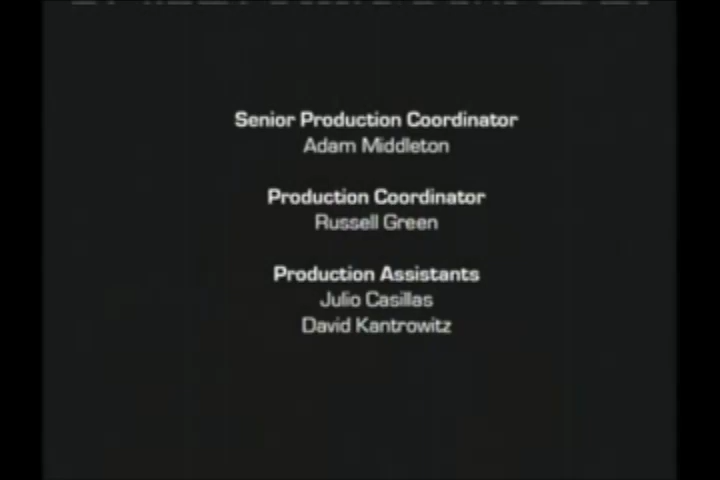 Senior Production Coordinator
Adam Middleton
Production Coordinator
Russell Green
Production Assistants
Julio Casillas
David Kantrowitz